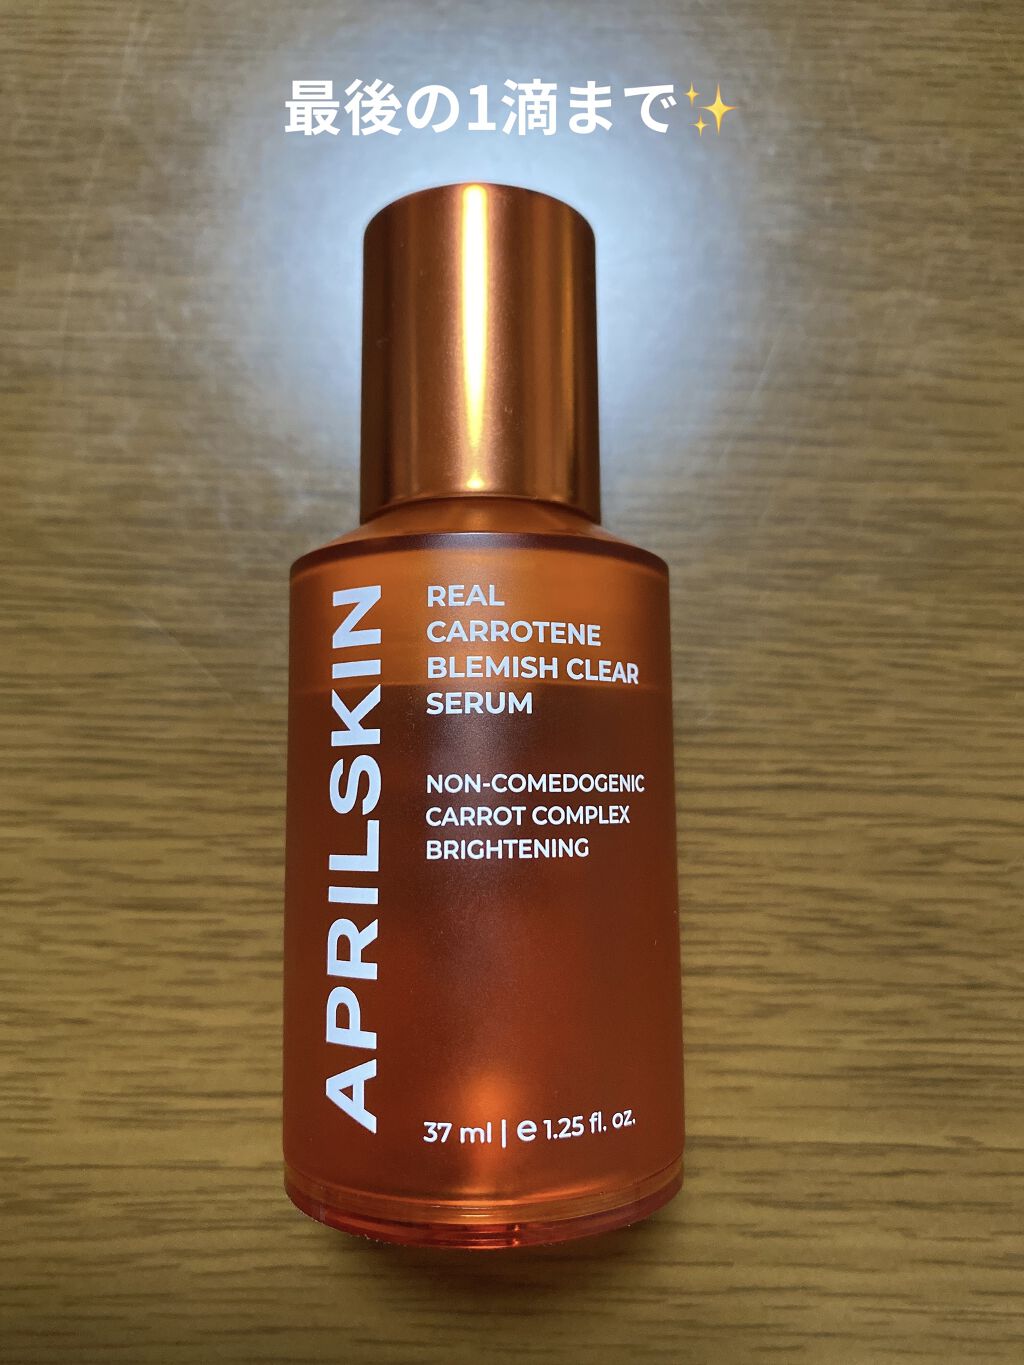 最後の1滴まで✨
APRILSKIN
REAL
CARROTENE
BLEMISH CLEAR
SERUM
NON-COMEDOGENIC
CARROT COMPLEX
BRIGHTENING
37 ml | e 1.25 fl. oz.